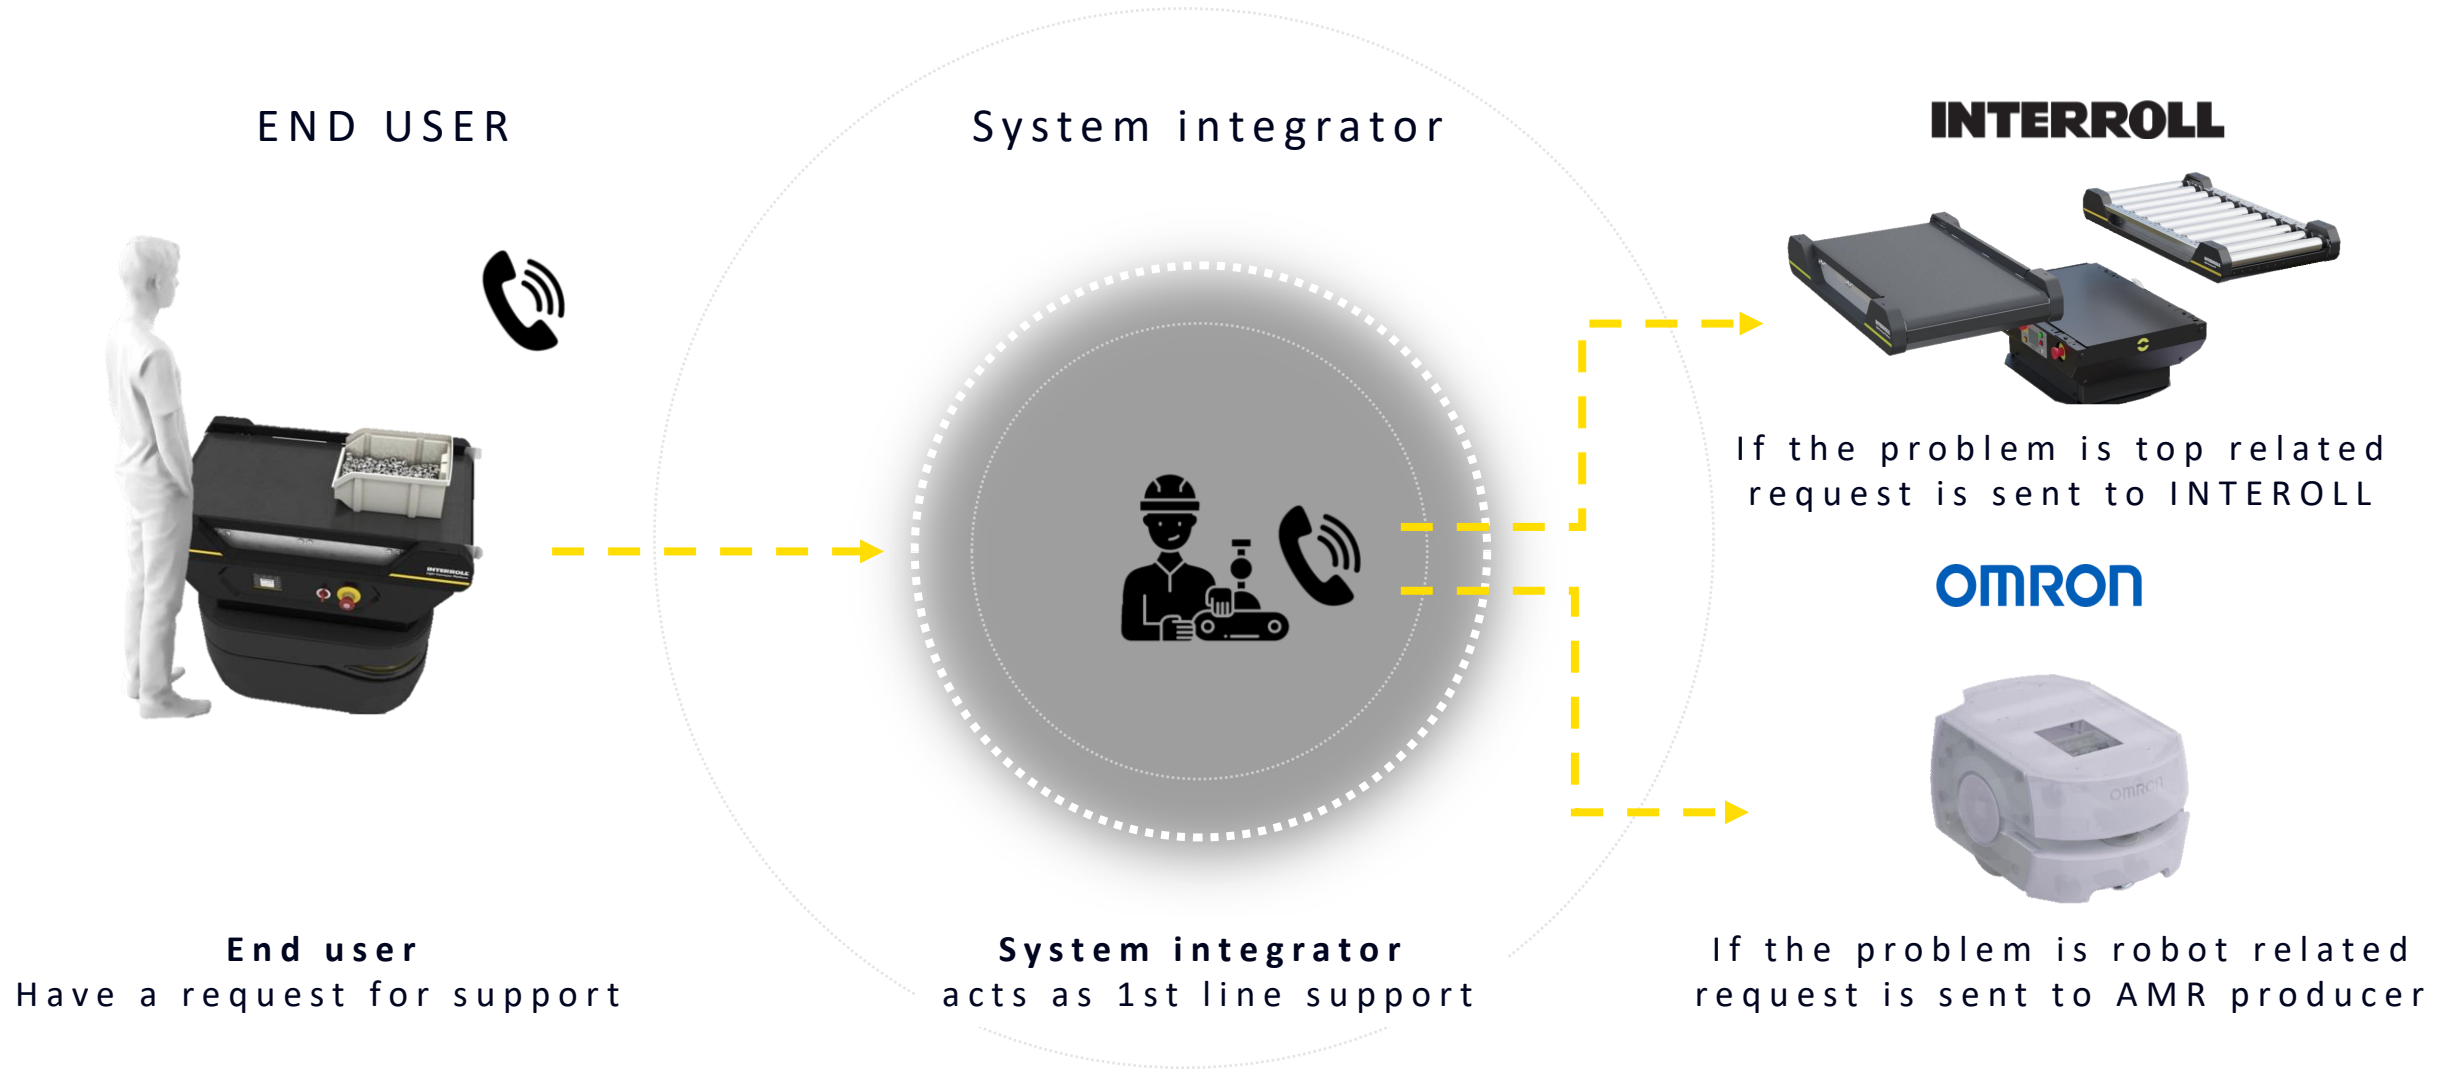 END USER
System integrator
INTERROLL
If the problem is top related
request is sent to INTEROLL
OMRON
INTERROLL
OMRON
End user
Have a request for support
System integrator
acts as 1st line support
If the problem is robot related
request is sent to AMR producer